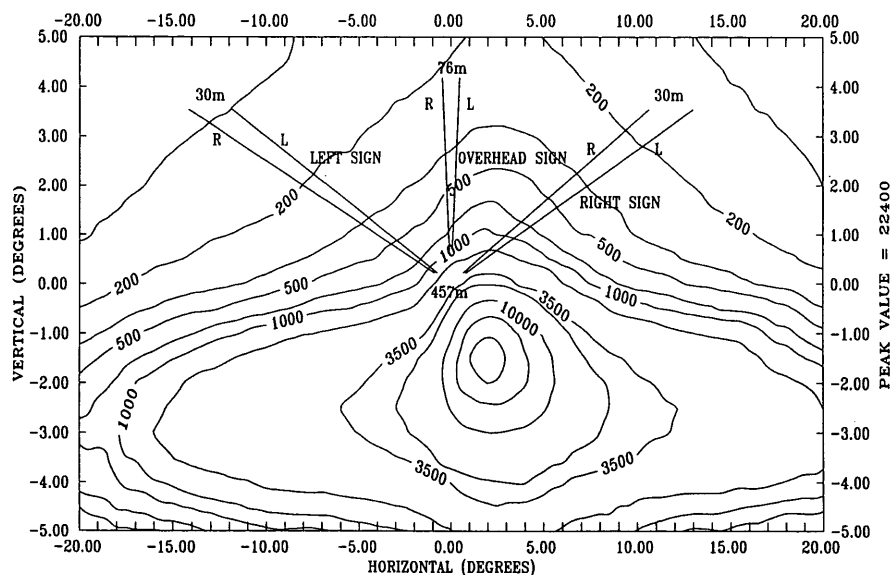 -20.00 -15.00 -10.00 -5.00 0.00 5.00 10.00 15.00 20.00
5.00 5.00
76m
4.00 4.00
30m 30m
200
R L
3.00 3.00
R L R L
LEFT SIGN OVERHEAD SIGN
500
2.00 2.00
200 RIGHT SIGN
200
1.00 1.00
1000 500
500
0.00 200 0.00
457m 1000
1000 3500
10000
-1.00 500 -1.00
3500
-2.00 -2.00
1000
-3.00 -3.00
3500 3500
-4.00 -4.00
-5.00 -5.00
-20.00 -15.00 -10.00 -5.00 0.00 5.00 10.00 15.00 20.00
HORIZONTAL (DEGREES)
VERTICAL (DEGREES)
PEAK VALUE = 22400